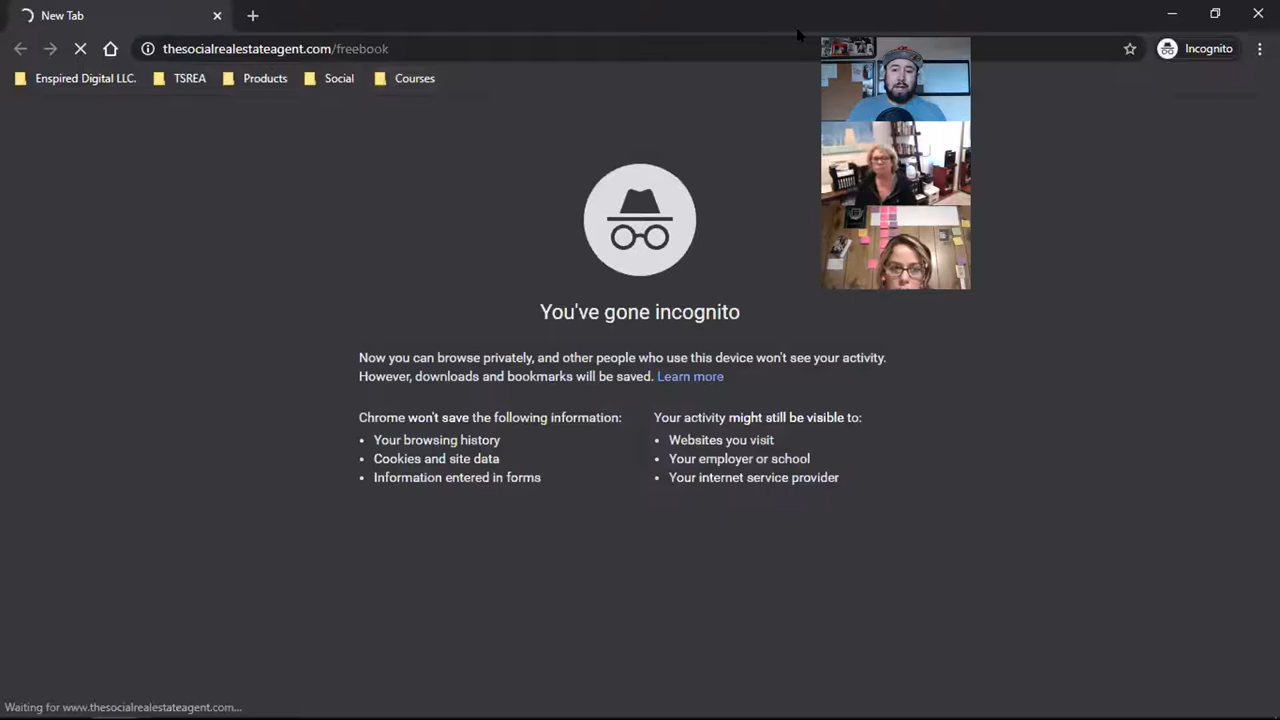 New Tab
thesocialrealestateagent.com/freebook
Incognito
Enspired Digital LLC.
TSREA
Products
Social
Courses
You've gone incognito
Now you can browse privately, and other people who use this device won't see your activity.
However, downloads and bookmarks will be saved. Learn more
Chrome won't save the following information:
• Your browsing history
• Cookies and site data
• Information entered in forms
Your activity might still be visible to:
• Websites you visit
• Your employer or school
• Your internet service provider
Waiting for www.thesocialrealestateagent.com...